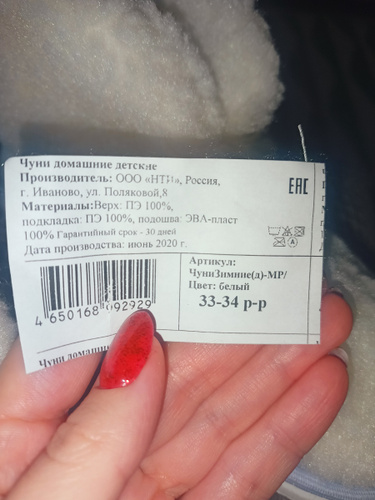 Чуни домашние детские
Производитель: ООО «НТИ», Россия,
г. Иваново, ул. Поляковой,8
Материалы:Верх: ПЭ 100%,
подкладка: ПЭ 100%, подошва: ЭВА-пласт
100% Гарантийный срок - 30 дней
Дата производства: июнь 2020 г.
EAC
A
4 650168 092929
Артикул:
ЧуниЗимние(д)-МР/
Цвет: белый
33-34 р-р
Чуни домашние